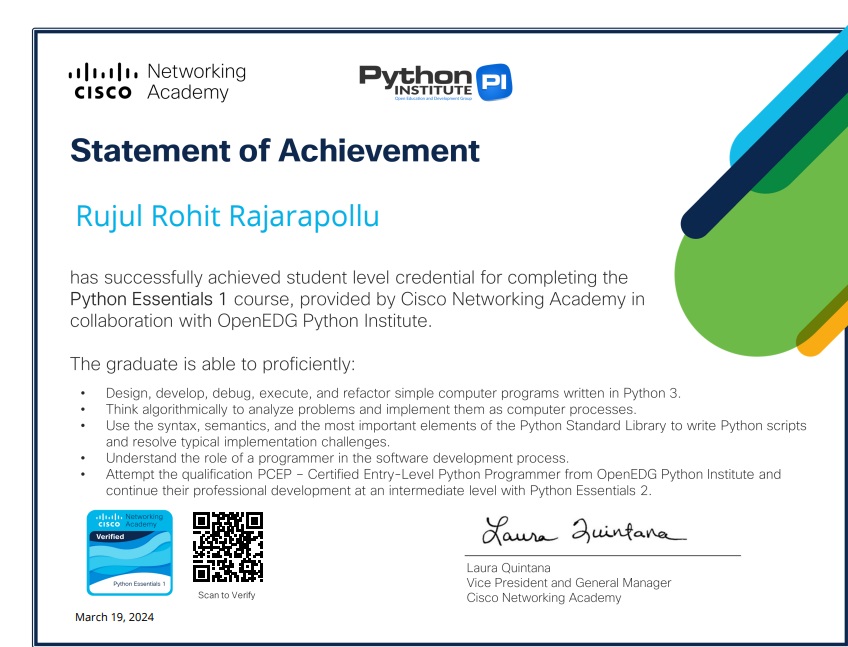 Networking
CISCO Academy
Python PI
INSTITUTE
Open Education and Development Group
Statement of Achievement
Rujul Rohit Rajarapollu
has successfully achieved student level credential for completing the
Python Essentials 1 course, provided by Cisco Networking Academy in
collaboration with OpenEDG Python Institute.
The graduate is able to proficiently:
• Design, develop, debug, execute, and refactor simple computer programs written in Python 3.
• Think algorithmically to analyze problems and implement them as computer processes.
• Use the syntax, semantics, and the most important elements of the Python Standard Library to write Python scripts
and resolve typical implementation challenges.
• Understand the role of a programmer in the software development process.
• Attempt the qualification PCEP – Certified Entry-Level Python Programmer from OpenEDG Python Institute and
continue their professional development at an intermediate level with Python Essentials 2.
Networking
CISCO Academy
Verified
Python Essentials 1
Scan to Verify
March 19, 2024
Laura Quintana
Laura Quintana
Vice President and General Manager
Cisco Networking Academy